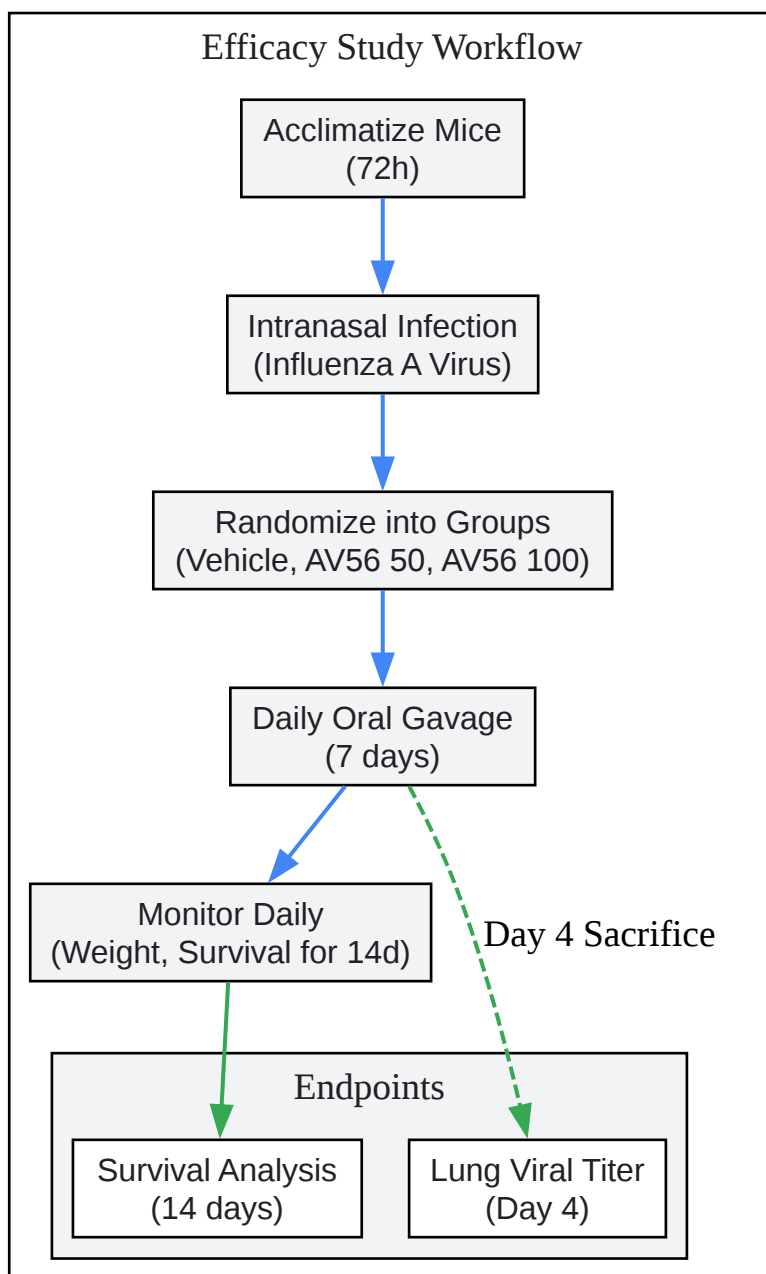 Efficacy Study Workflow
Acclimatize Mice
(72h)
Intranasal Infection
(Influenza A Virus)
Randomize into Groups
(Vehicle, AV56 50, AV56 100)
Daily Oral Gavage
(7 days)
Monitor Daily
(Weight, Survival for 14d)
Day 4 Sacrifice
Endpoints
Survival Analysis
(14 days)
Lung Viral Titer
(Day 4)